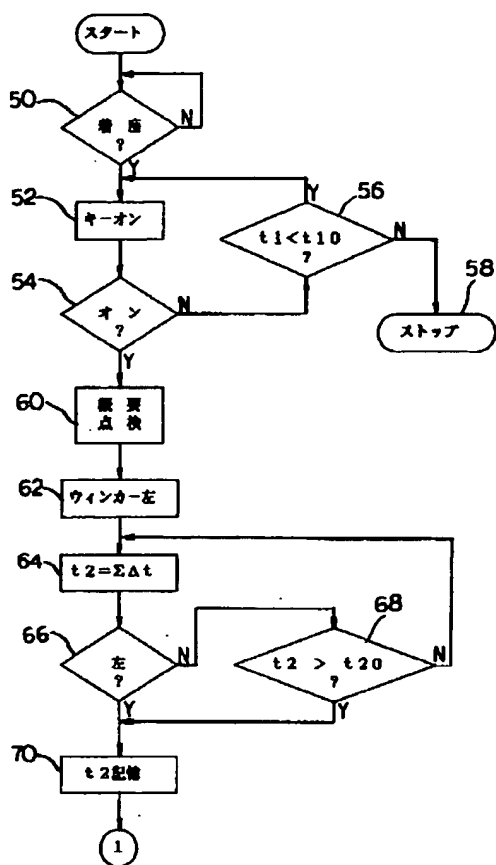 スタート
50
着 座
?
N
Y
52
キーオン
Y
56
t1<t10
?
N
54
オ ン
?
N
58
ストップ
Y
60
概 要
点 検
62
ウィンカー左
64
t2=ΣΔt
66
左
?
N
68
t2 > t20
?
N
Y
Y
70
t2記憶
1